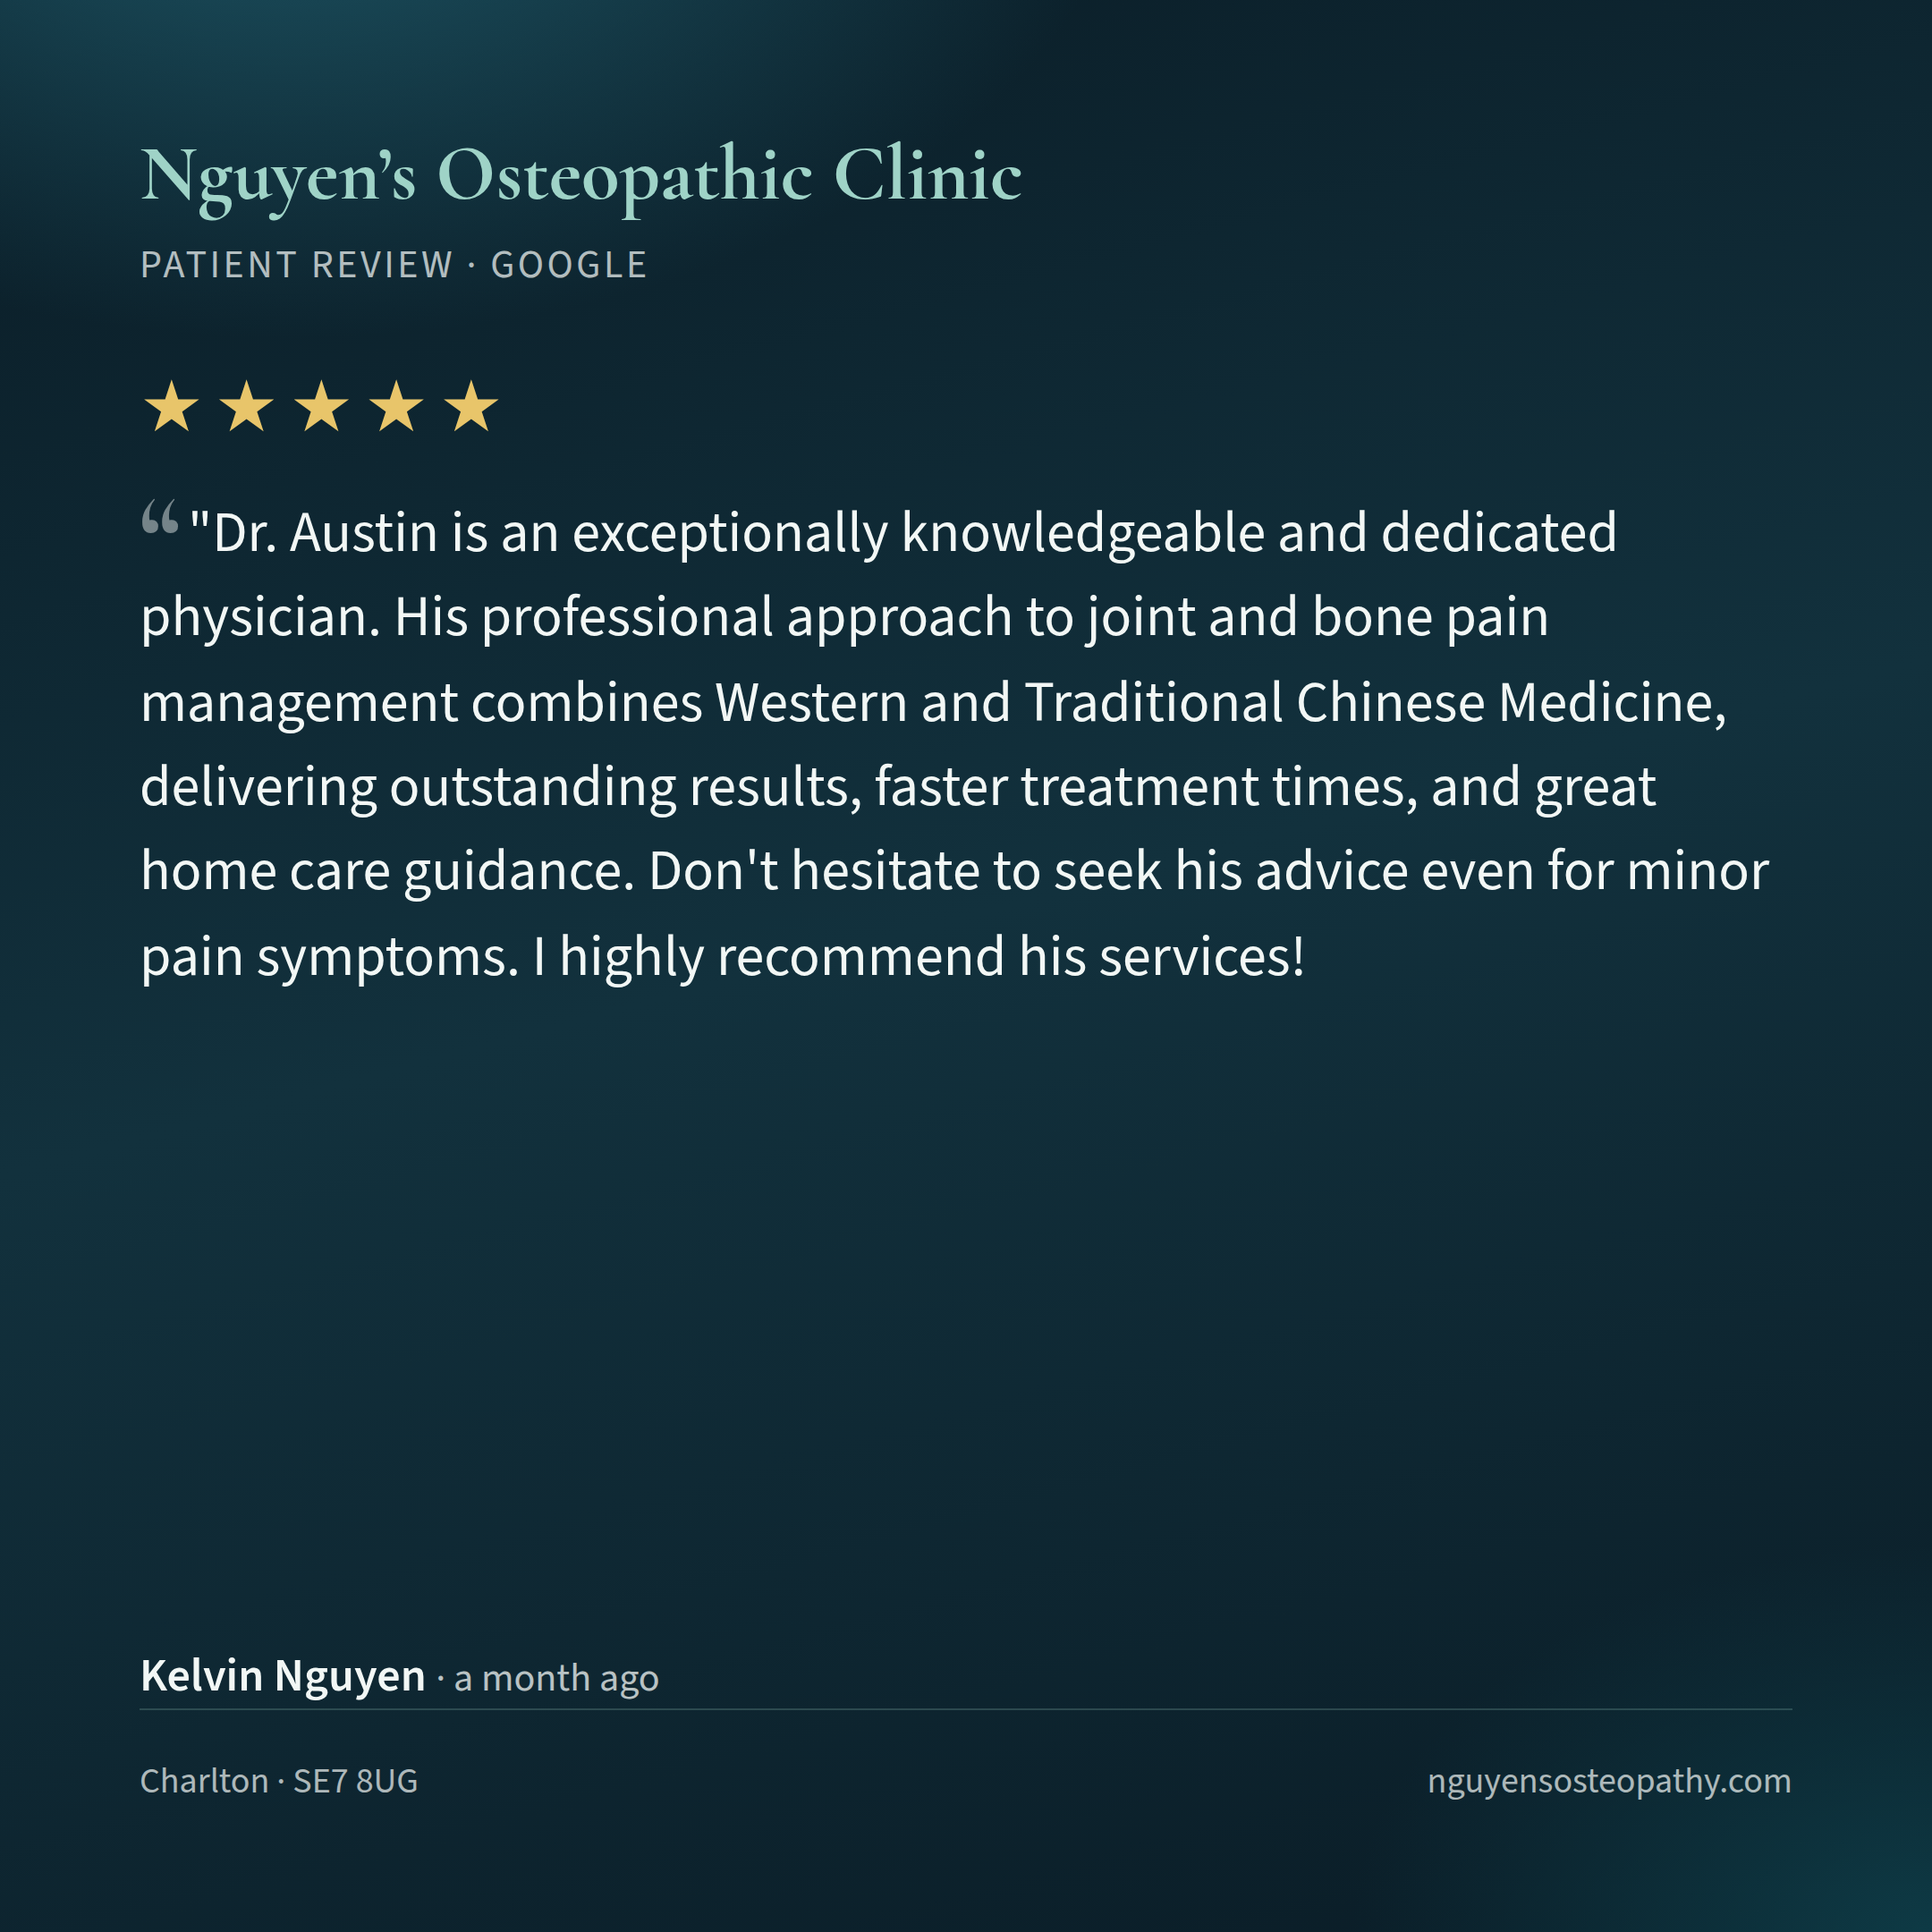 Nguyen’s Osteopathic Clinic
PATIENT REVIEW · GOOGLE
★★★★★
“"Dr. Austin is an exceptionally knowledgeable and dedicated
physician. His professional approach to joint and bone pain
management combines Western and Traditional Chinese Medicine,
delivering outstanding results, faster treatment times, and great
home care guidance. Don't hesitate to seek his advice even for minor
pain symptoms. I highly recommend his services!
Kelvin Nguyen · a month ago
Charlton · SE7 8UG
nguyensosteopathy.com